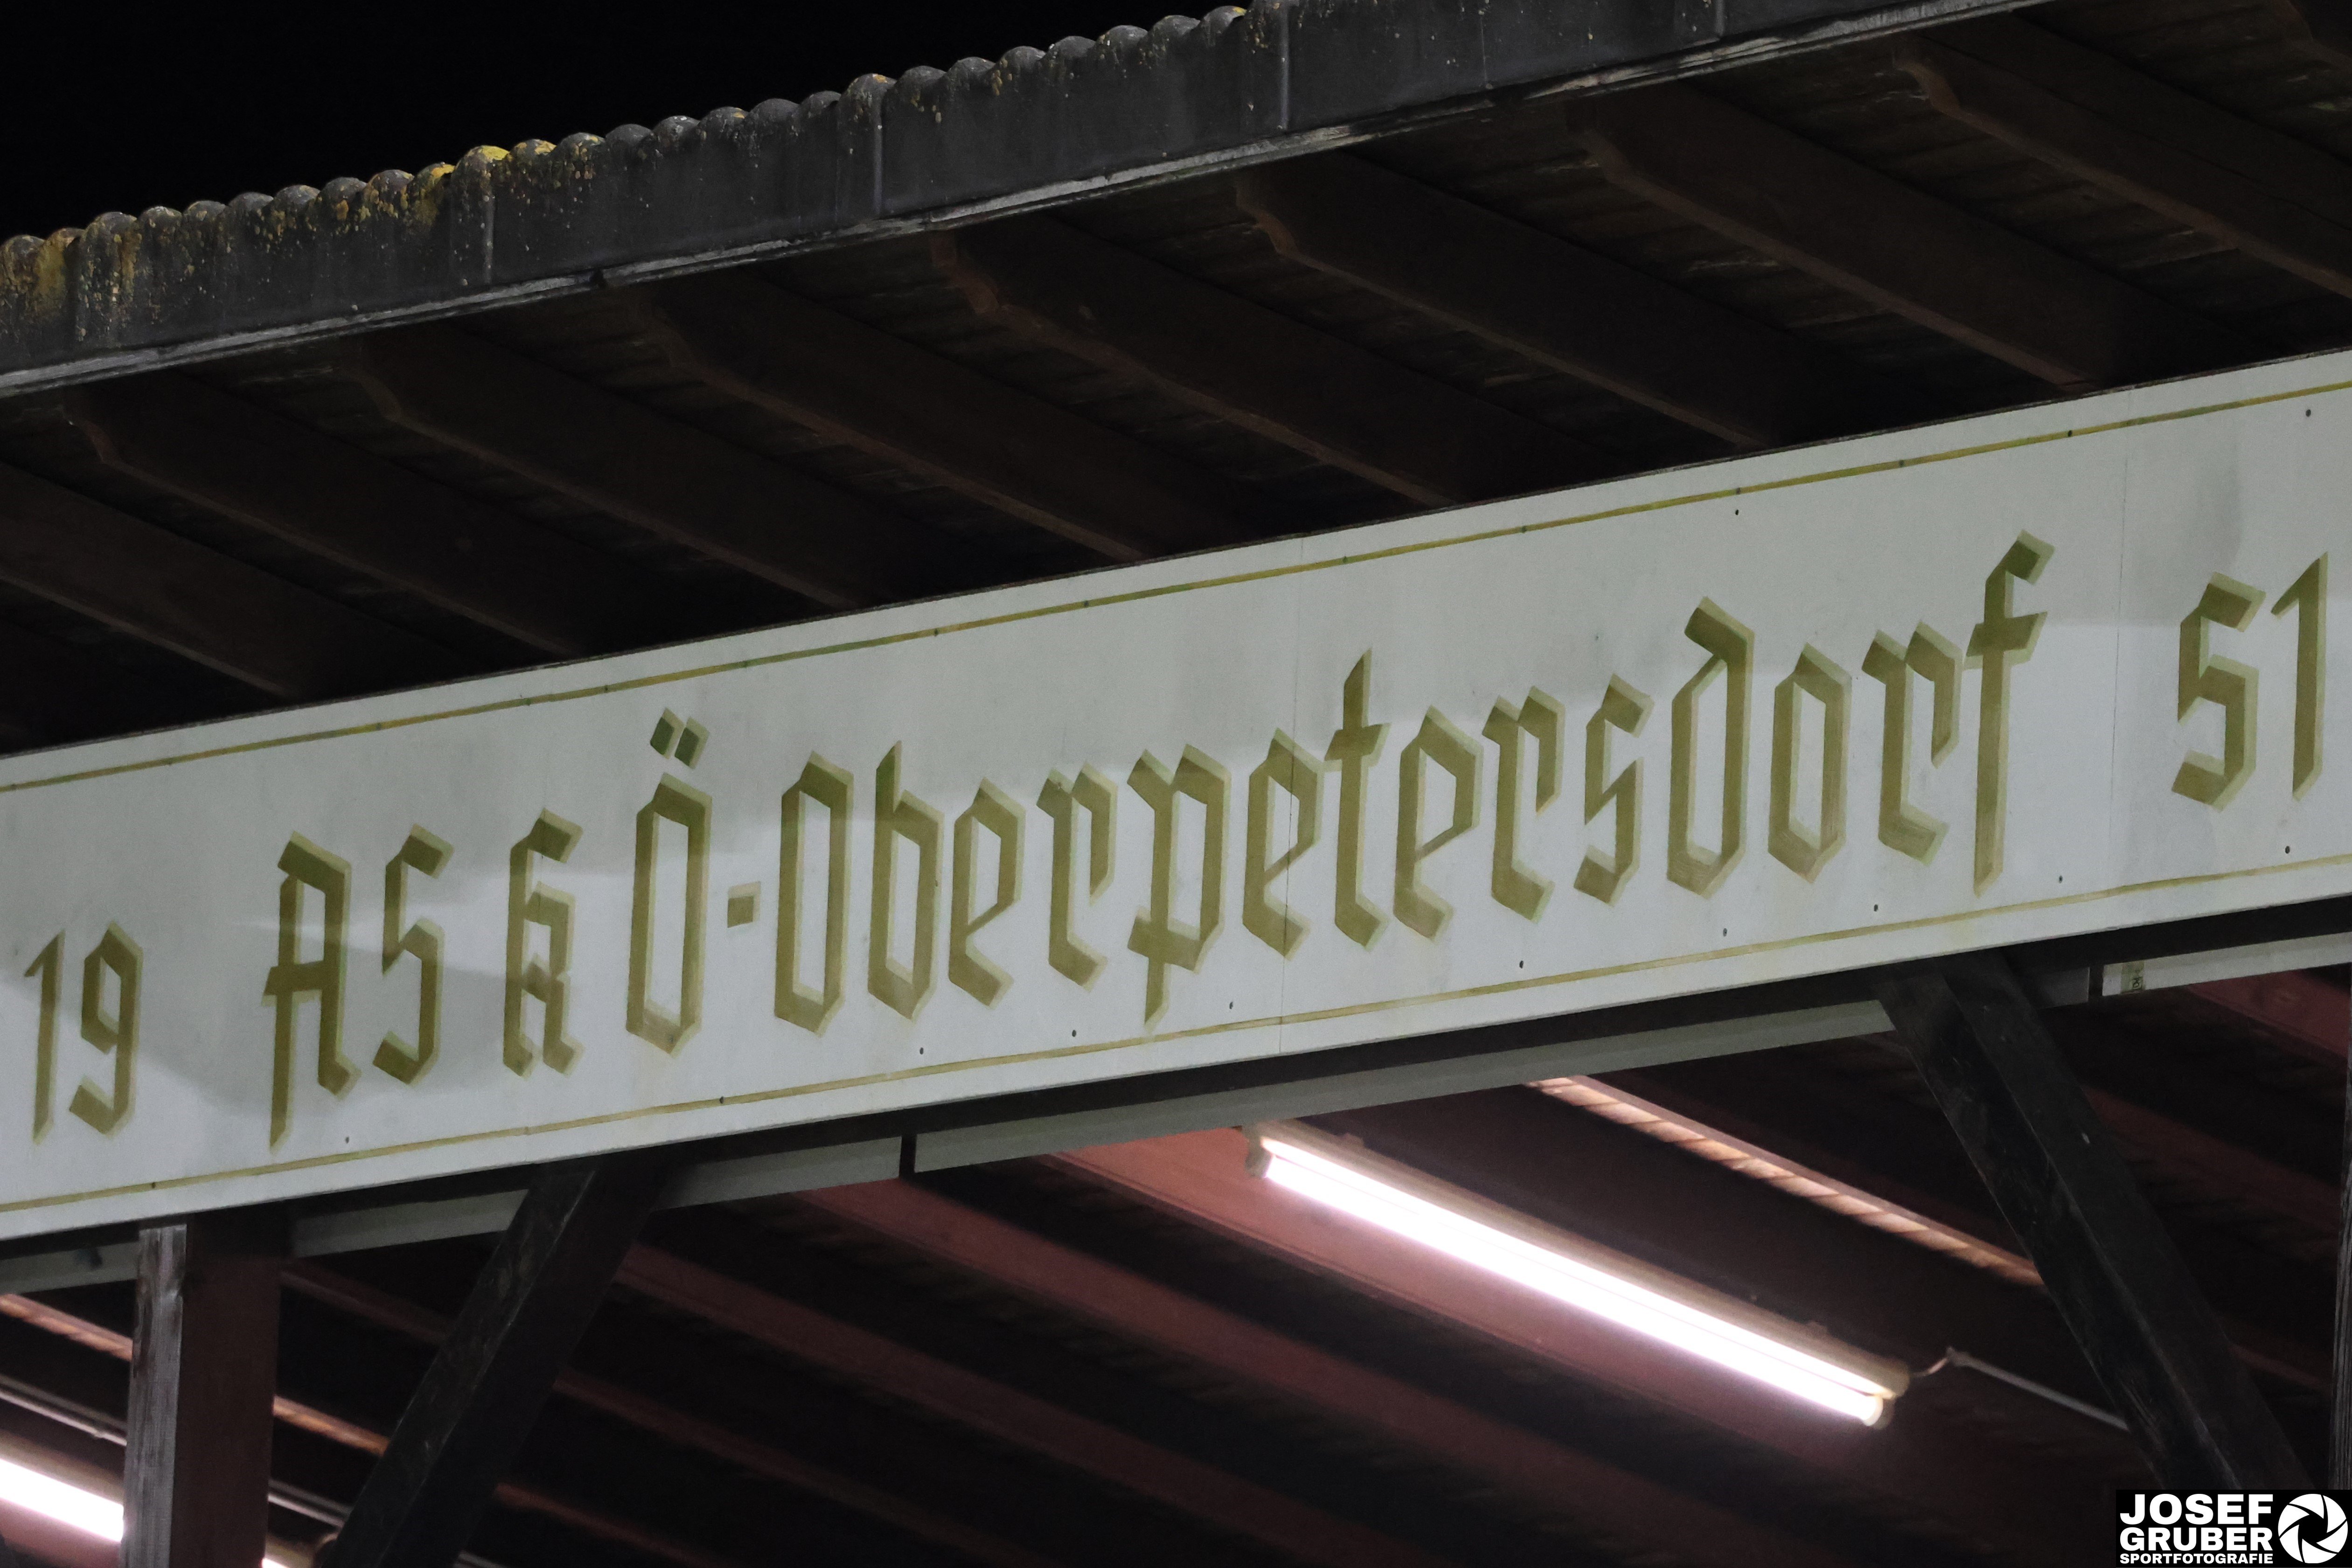 19 ASKÖ-Oberpetersdorf 51
JOSEF
GRUBER
SPORTFOTOGRAFIE